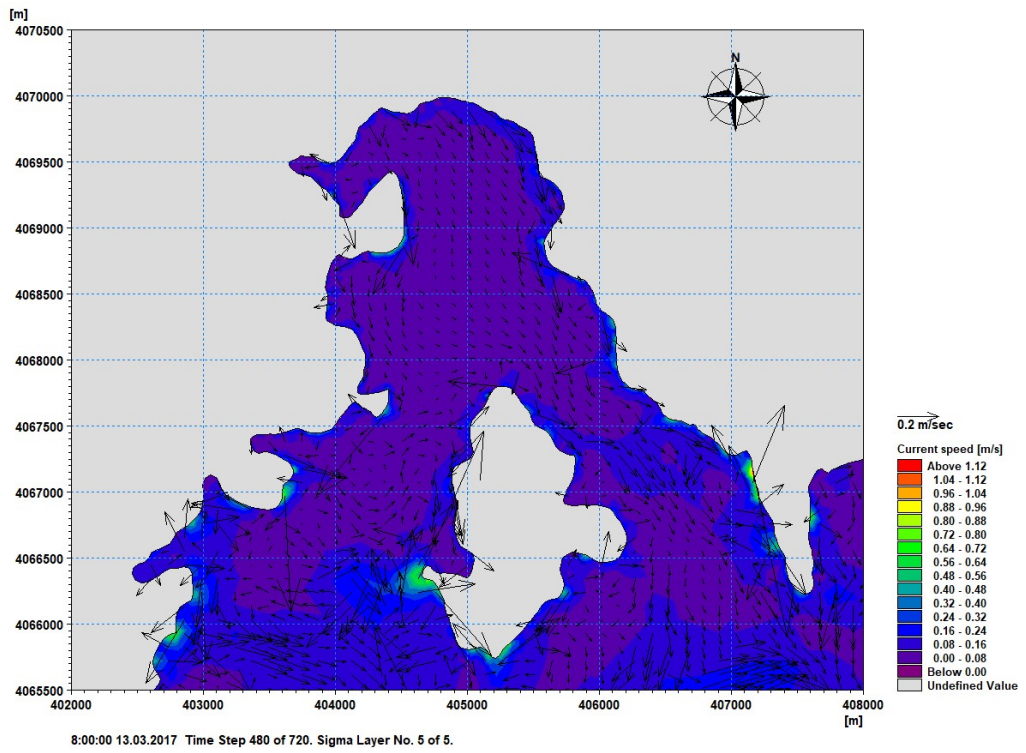 [m]
4070500
4070000
4069500
4069000
4068500
4068000
4067500
4067000
4066500
4066000
4065500
402000 403000 404000 405000 406000 407000 408000
[m]
N
0.2 m/sec
Current speed [m/s]
Above 1.12
1.04 - 1.12
0.96 - 1.04
0.88 - 0.96
0.80 - 0.88
0.72 - 0.80
0.64 - 0.72
0.56 - 0.64
0.48 - 0.56
0.40 - 0.48
0.32 - 0.40
0.24 - 0.32
0.16 - 0.24
0.08 - 0.16
0.00 - 0.08
Below 0.00
Undefined Value
8:00:00 13.03.2017 Time Step 480 of 720. Sigma Layer No. 5 of 5.